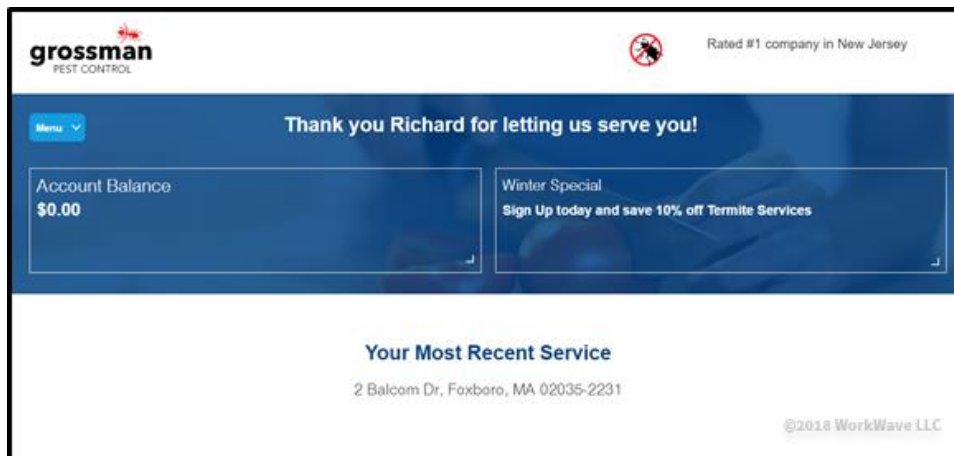 grossman
PEST CONTROL
Rated #1 company in New Jersey
Menu
Thank you Richard for letting us serve you!
Account Balance
$0.00
Winter Special
Sign Up today and save 10% off Termite Services
Your Most Recent Service
2 Balcom Dr, Foxboro, MA 02035-2231
©2018 WorkWave LLC